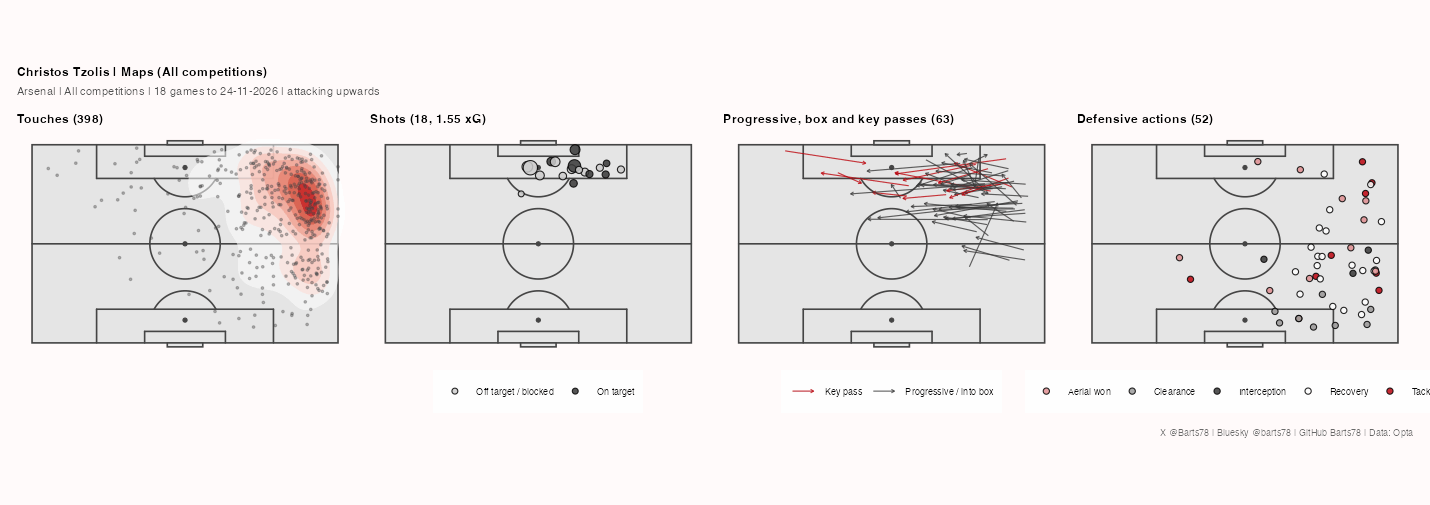 Christos Tzolis | Maps (All competitions)
Arsenal | All competitions | 18 games to 24-11-2026 | attacking upwards
Touches (398)
Shots (18, 1.55 xG)
Progressive, box and key passes (63)
Defensive actions (52)
Off target / blocked
On target
Key pass
Progressive / into box
Aerial won
Clearance
Interception
Recovery
Tack
X @Barts78 | Bluesky @barts78 | GitHub Barts78 | Data: Opta